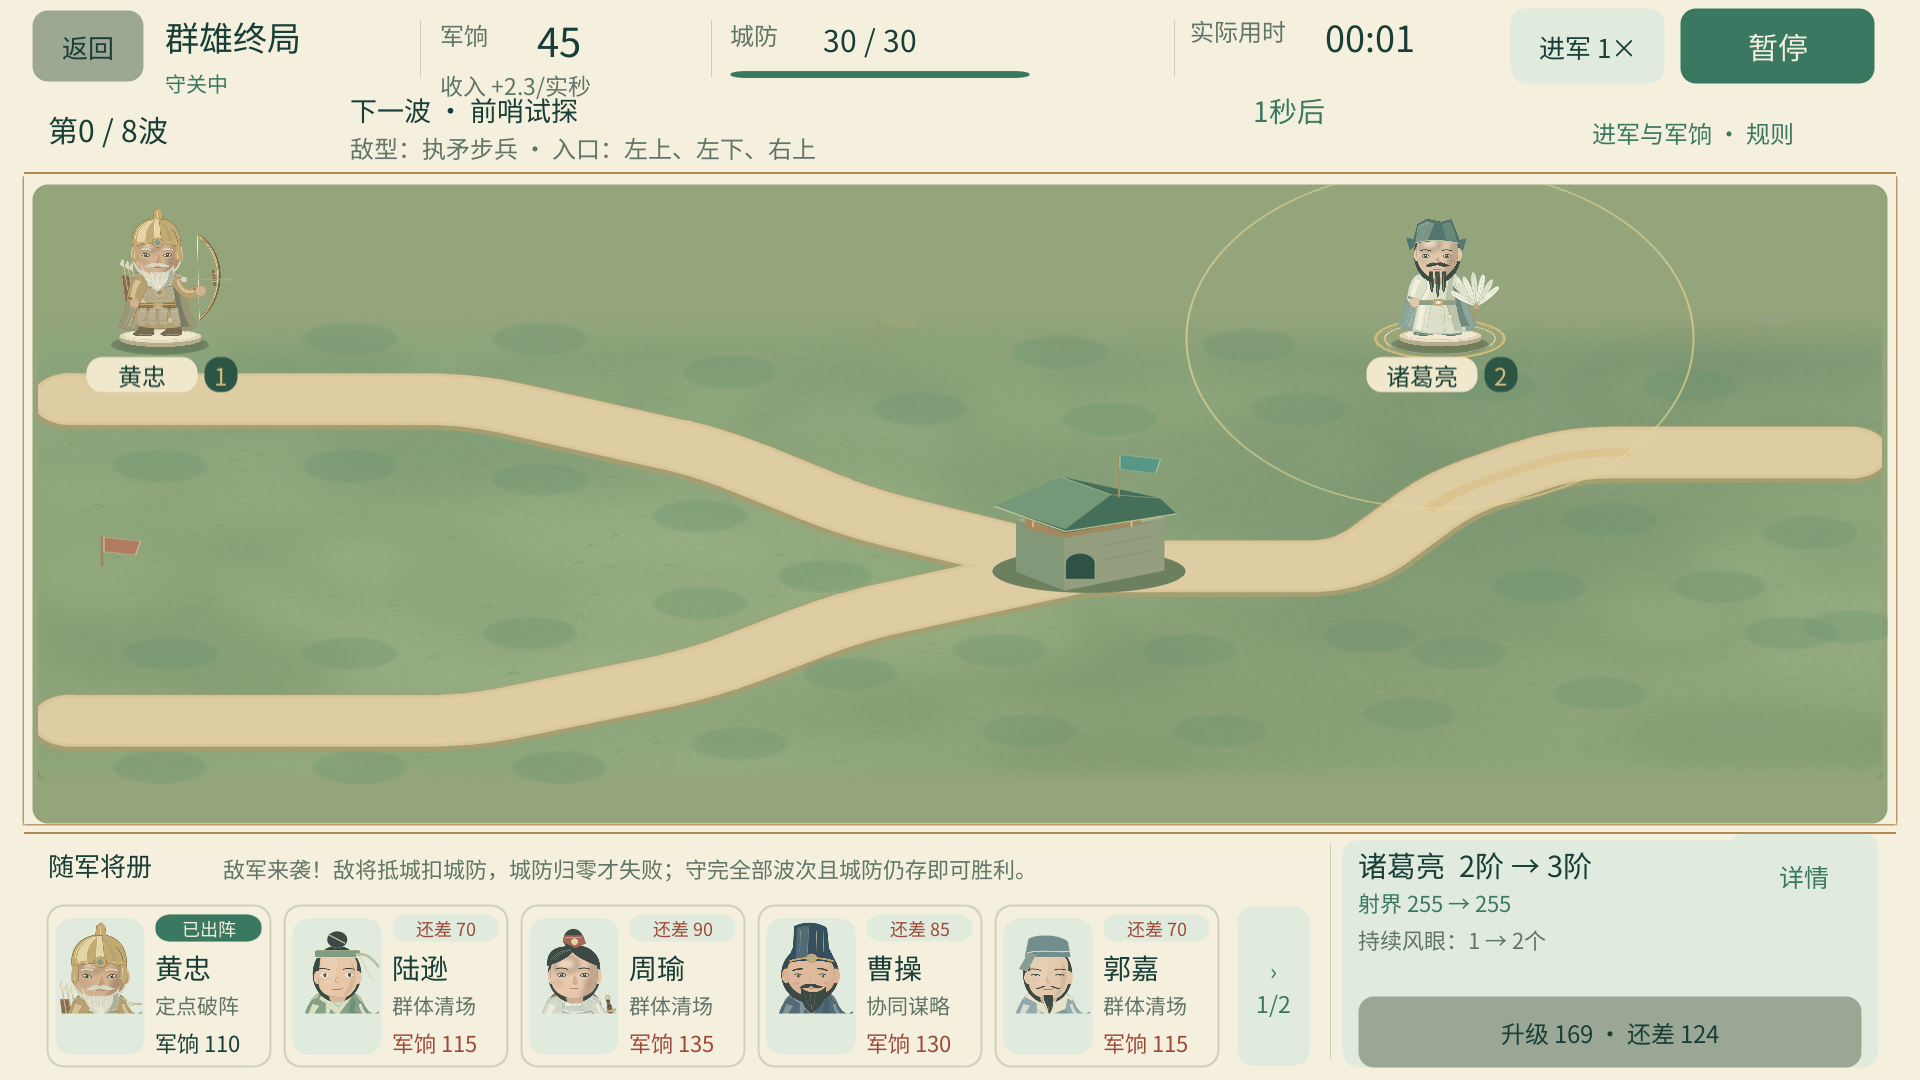 返回
群雄终局
守关中
军饷 45
收入 +2.3/实秒
城防 30 / 30
实际用时 00:01
进军 1×
暂停
第0 / 8波
下一波 · 前哨试探
敌型：执矛步兵 · 入口：左上、左下、右上
1秒后
进军与军饷 · 规则
黄忠 1
诸葛亮 2
随军将册
敌军来袭！敌将抵城扣城防，城防归零才失败；守完全部波次且城防仍存即可胜利。
已出阵
黄忠
定点破阵
军饷 110
还差 70
陆逊
群体清场
军饷 115
还差 90
周瑜
群体清场
军饷 135
还差 85
曹操
协同谋略
军饷 130
还差 70
郭嘉
群体清场
军饷 115
›
1/2
诸葛亮 2阶 → 3阶
详情
射界 255 → 255
持续风眼：1 → 2个
升级 169 · 还差 124